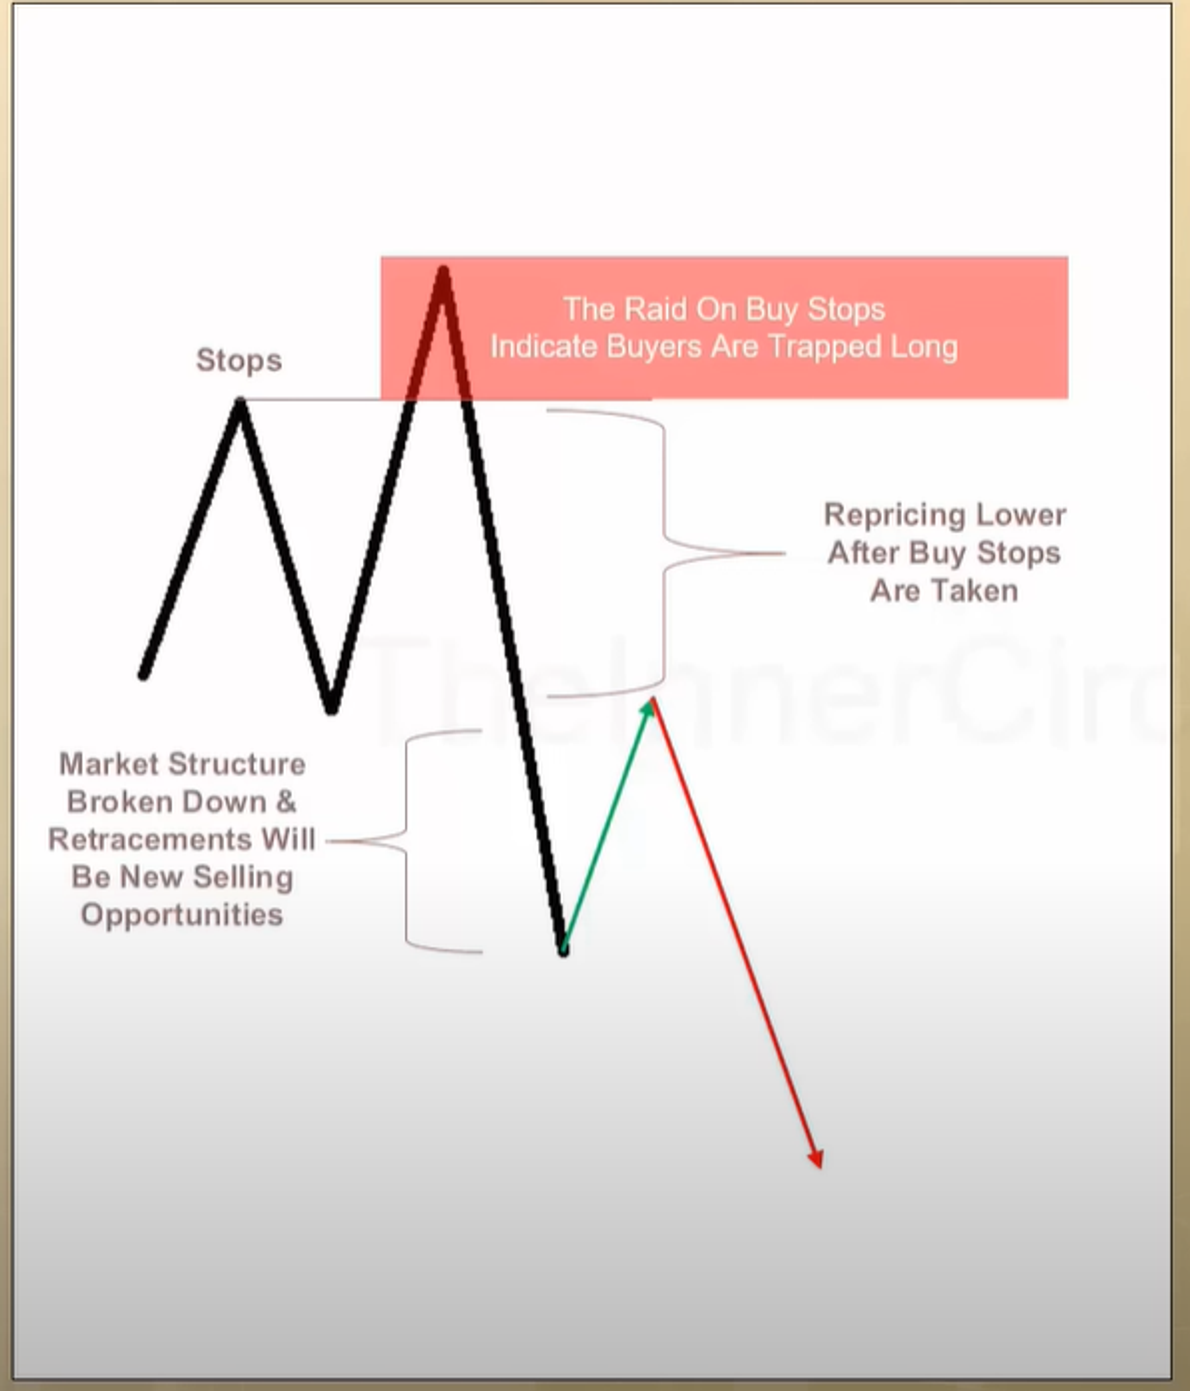 The Raid On Buy Stops
Indicate Buyers Are Trapped Long
Stops
Repricing Lower
After Buy Stops
Are Taken
TheInnerCirc
Market Structure
Broken Down &
Retracements Will
Be New Selling
Opportunities